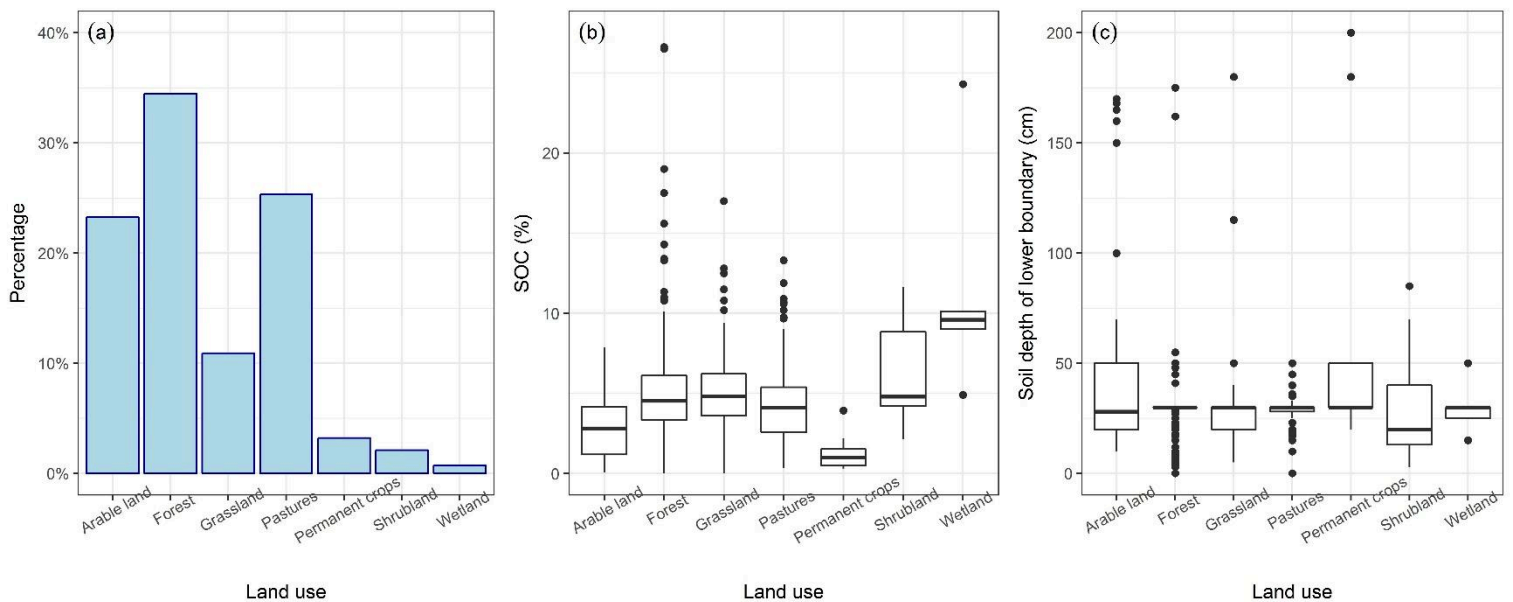 (a)
40%
30%
20%
10%
0%
Percentage
Arable land
Forest
Grassland
Pastures
Permanent crops
Shrubland
Wetland
Land use
(b)
20
10
0
SOC (%)
Arable land
Forest
Grassland
Pastures
Permanent crops
Shrubland
Wetland
Land use
(c)
200
150
100
50
0
Soil depth of lower boundary (cm)
Arable land
Forest
Grassland
Pastures
Permanent crops
Shrubland
Wetland
Land use